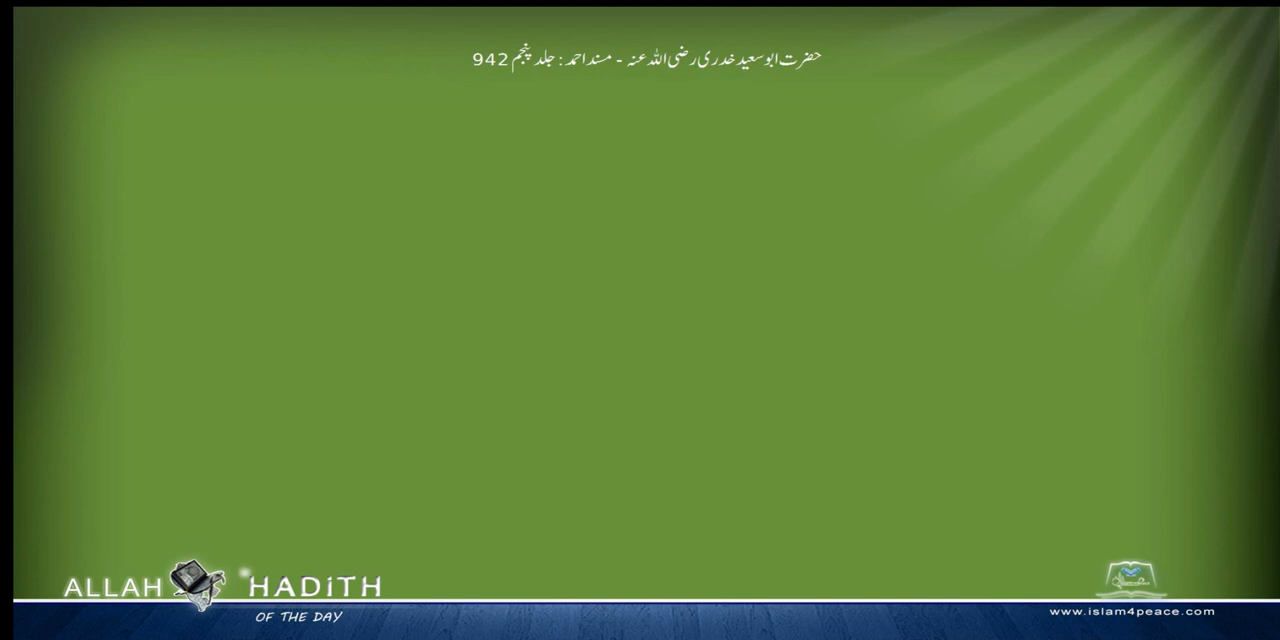 حضرت ابو سعید خدری رضی اللہ عنہ - مسند احمد : جلد پنجم 942
ALLAH HADITH
OF THE DAY
www.islam4peace.com